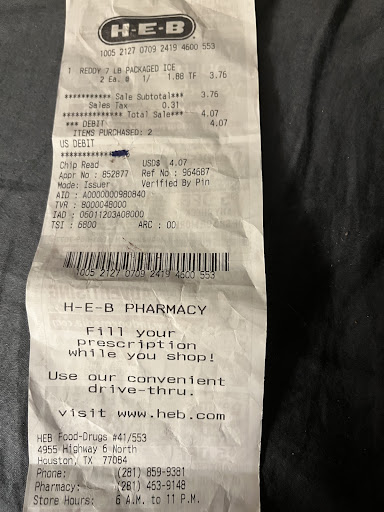 H-E-B
1005 2127 0709 2419 4600 553
1 REDDY 7 LB PACKAGED ICE
2 Ea. @ 1/ 1.88 TF 3.76
*********** Sale Subtotal*** 3.76
Sales Tax 0.31
************** Total Sale*** 4.07
*** DEBIT 4.07
ITEMS PURCHASED: 2
US DEBIT
************
Chip Read USD$ 4.07
Appr No : 852877 Ref No : 964687
Mode: Issuer Verified By Pin
AID : A0000000980840
TVR : 8000048000
IAD : 06011203A08000
TSI : 6800 ARC : 00
1005 2127 0709 2419 4600 553
H-E-B PHARMACY
Fill your
prescription
while you shop!
Use our convenient
drive-thru.
visit www.heb.com
HEB Food-Drugs #41/553
4955 Highway 6 North
Houston, TX 77084
Phone: (281) 859-9381
Pharmacy: (281) 463-9148
Store Hours: 6 A.M. to 11 P.M.